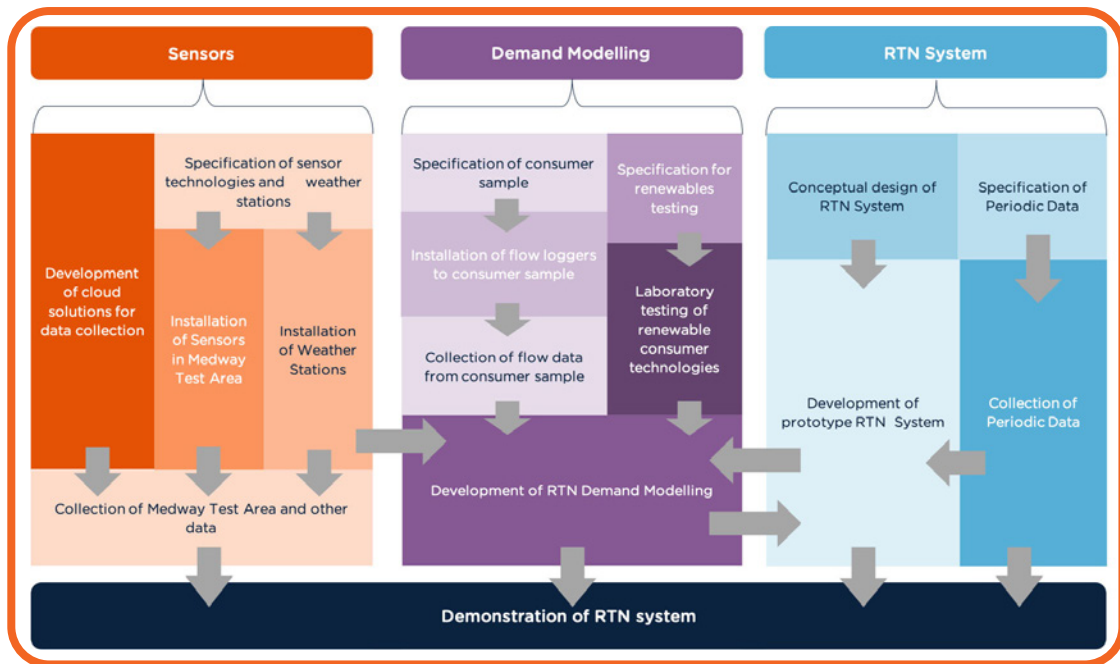 Sensors
Demand Modelling
RTN System
Specification of sensor
technologies and weather
stations
Development
of cloud
solutions for
data collection
Installation
of Sensors
in Medway
Test Area
Installation
of Weather
Stations
Collection of Medway Test Area and other
data
Specification of consumer
sample
Installation of flow loggers
to consumer sample
Collection of flow data
from consumer sample
Specification for
renewables
testing
Laboratory
testing of
renewable
consumer
technologies
Development of RTN Demand Modelling
Conceptual design of
RTN System
Specification of
Periodic Data
Development of
prototype RTN System
Collection of
Periodic Data
Demonstration of RTN system